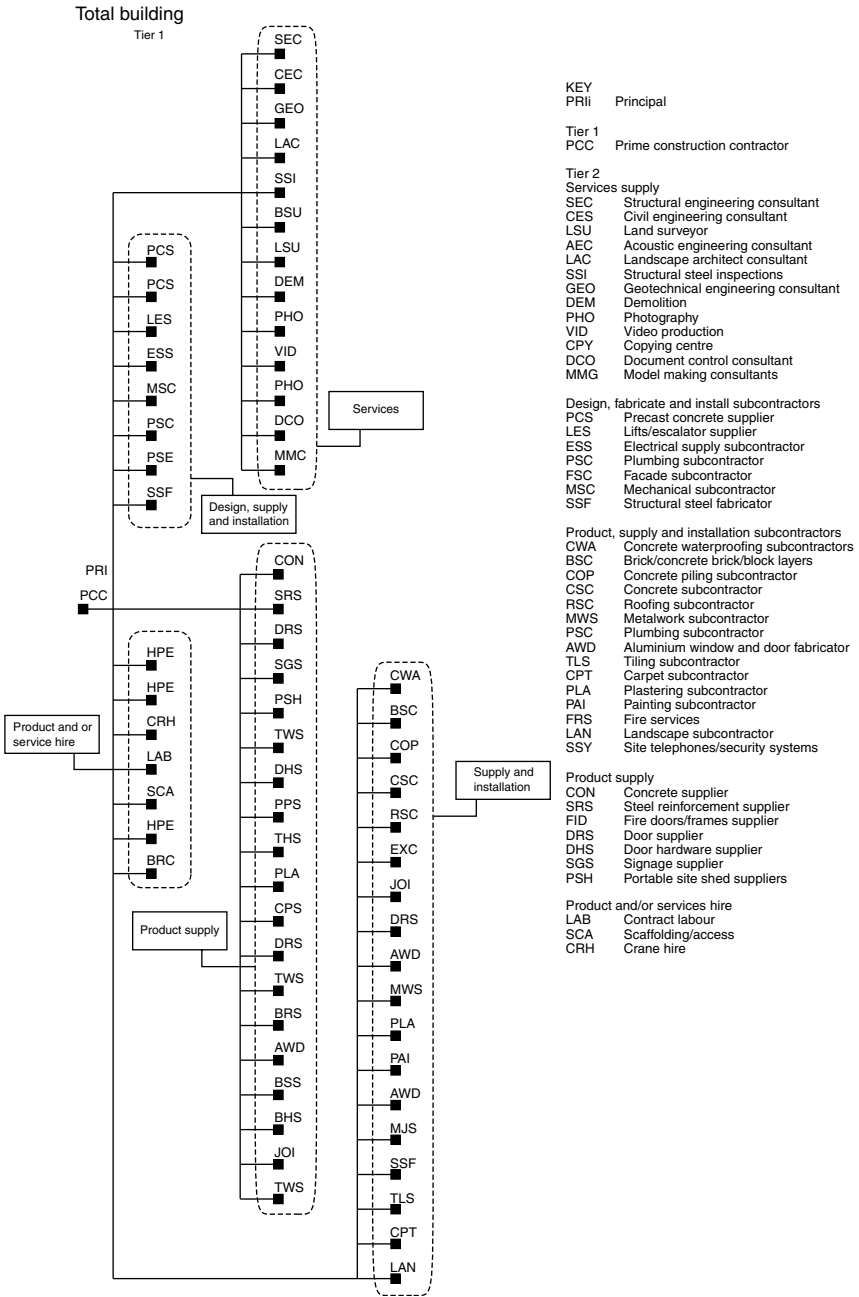 Total building
Tier 1
SEC
CEC
GEO
LAC
SSI
BSU
LSU
DEM
PHO
VID
PHO
DCO
MMC
Services
PCS
PCS
LES
ESS
MSC
PSC
PSE
SSF
Design, supply
and installation
PRI
PCC
HPE
HPE
CRH
LAB
SCA
HPE
BRC
Product and or
service hire
CON
SRS
DRS
SGS
PSH
TWS
DHS
PPS
THS
PLA
CPS
DRS
TWS
BRS
AWD
BSS
BHS
JOI
TWS
Product supply
CWA
BSC
COP
CSC
RSC
EXC
JOI
DRS
AWD
MWS
PLA
PAI
AWD
MJS
SSF
TLS
CPT
LAN
Supply and
installation
KEY
PRIi Principal
Tier 1
PCC Prime construction contractor
Tier 2
Services supply
SEC Structural engineering consultant
CES Civil engineering consultant
LSU Land surveyor
AEC Acoustic engineering consultant
LAC Landscape architect consultant
SSI Structural steel inspections
GEO Geotechnical engineering consultant
DEM Demolition
PHO Photography
VID Video production
CPY Copying centre
DCO Document control consultant
MMG Model making consultants
Design, fabricate and install subcontractors
PCS Precast concrete supplier
LES Lifts/escalator supplier
ESS Electrical supply subcontractor
PSC Plumbing subcontractor
FSC Facade subcontractor
MSC Mechanical subcontractor
SSF Structural steel fabricator
Product, supply and installation subcontractors
CWA Concrete waterproofing subcontractors
BSC Brick/concrete brick/block layers
COP Concrete piling subcontractor
CSC Concrete subcontractor
RSC Roofing subcontractor
MWS Metalwork subcontractor
PSC Plumbing subcontractor
AWD Aluminium window and door fabricator
TLS Tiling subcontractor
CPT Carpet subcontractor
PLA Plastering subcontractor
PAI Painting subcontractor
FRS Fire services
LAN Landscape subcontractor
SSY Site telephones/security systems
Product supply
CON Concrete supplier
SRS Steel reinforcement supplier
FID Fire doors/frames supplier
DRS Door supplier
DHS Door hardware supplier
SGS Signage supplier
PSH Portable site shed suppliers
Product and/or services hire
LAB Contract labour
SCA Scaffolding/access
CRH Crane hire